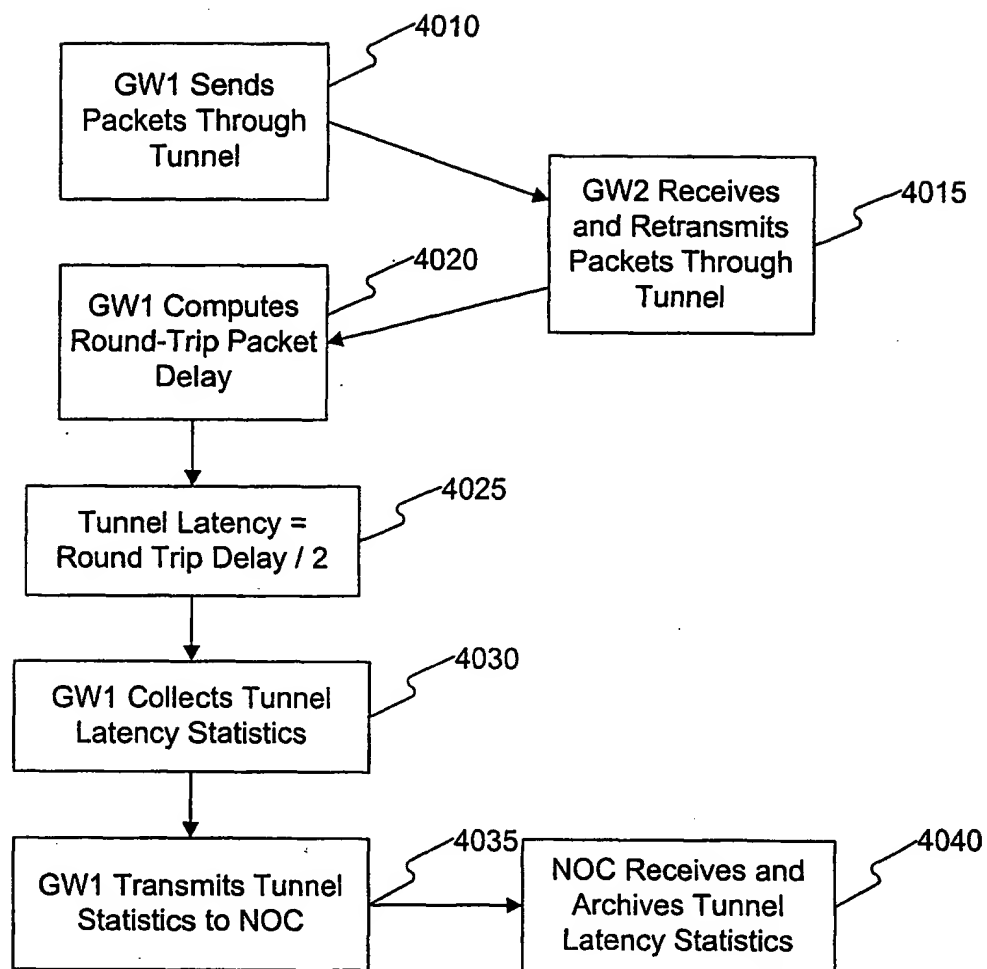 4010
GW1 Sends
Packets Through
Tunnel
GW2 Receives
and Retransmits
Packets Through
Tunnel
4015
4020
GW1 Computes
Round-Trip Packet
Delay
4025
Tunnel Latency =
Round Trip Delay / 2
4030
GW1 Collects Tunnel
Latency Statistics
4035
GW1 Transmits Tunnel
Statistics to NOC
4040
NOC Receives and
Archives Tunnel
Latency Statistics